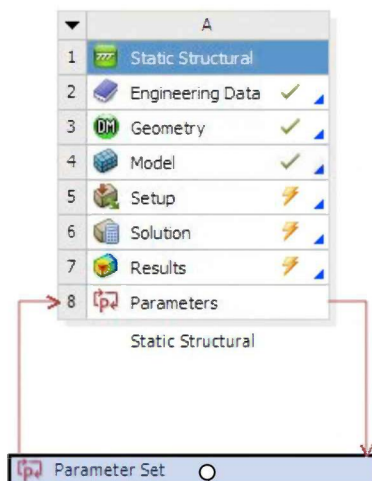 A
1 Static Structural
2 Engineering Data
3 DM Geometry
4 Model
5 Setup
6 Solution
7 Results
8 p Parameters
Static Structural
p Parameter Set